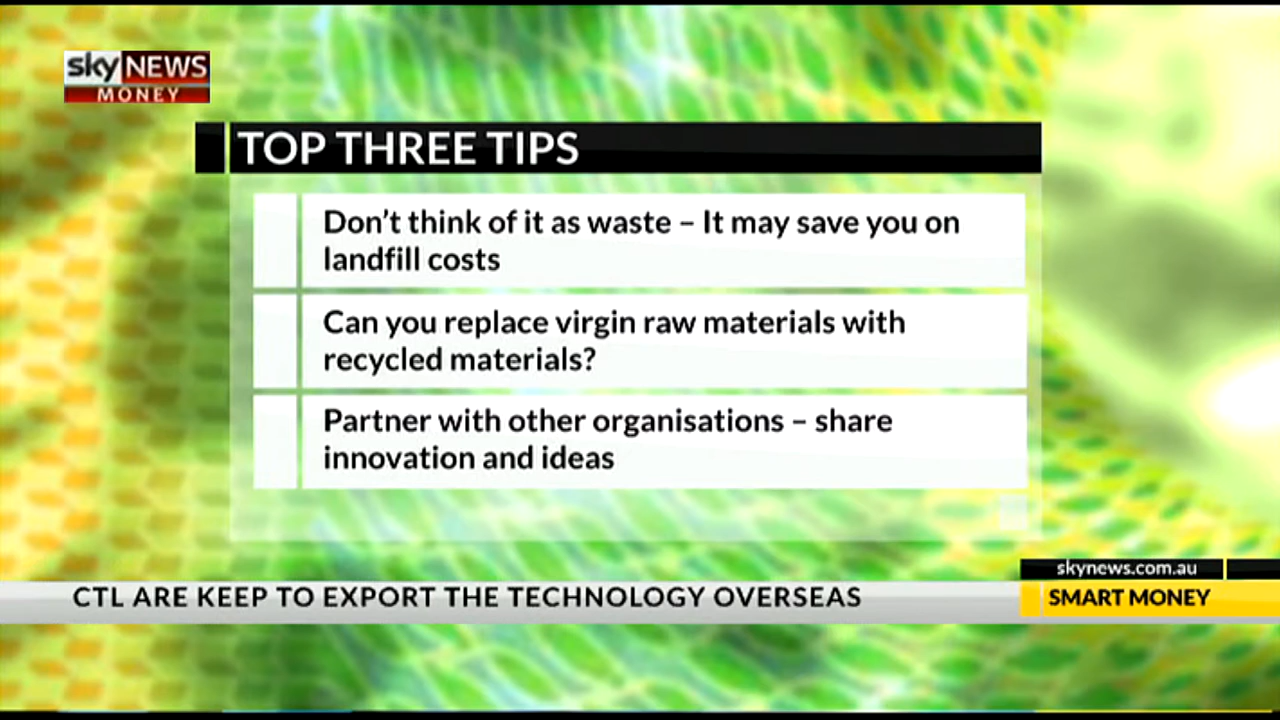 sky NEWS
MONEY
TOP THREE TIPS
Don't think of it as waste – It may save you on
landfill costs
Can you replace virgin raw materials with
recycled materials?
Partner with other organisations – share
innovation and ideas
skynews.com.au
CTL ARE KEEP TO EXPORT THE TECHNOLOGY OVERSEAS
SMART MONEY